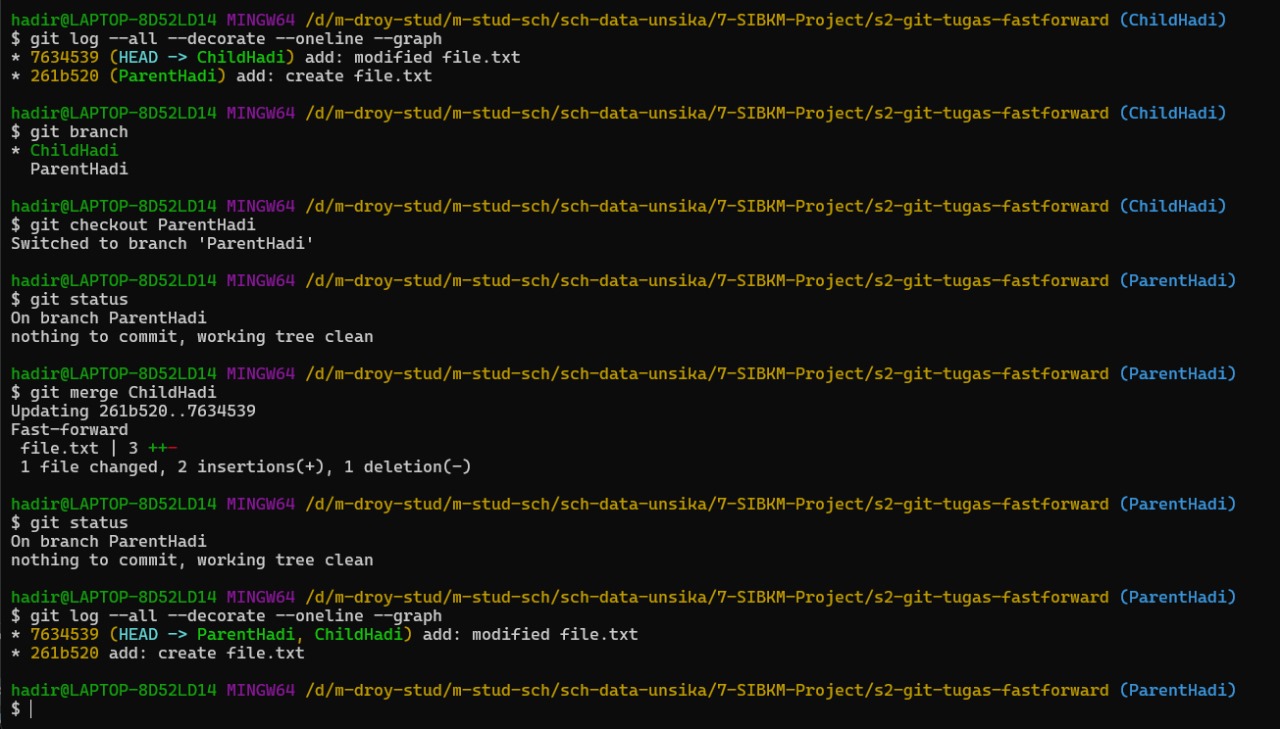 hadir@LAPTOP-8D52LD14 MINGW64 /d/m-droy-stud/m-stud-sch/sch-data-unsika/7-SIBKM-Project/s2-git-tugas-fastforward (ChildHadi)
$ git log --all --decorate --oneline --graph
* 7634539 (HEAD -> ChildHadi) add: modified file.txt
* 261b520 (ParentHadi) add: create file.txt
hadir@LAPTOP-8D52LD14 MINGW64 /d/m-droy-stud/m-stud-sch/sch-data-unsika/7-SIBKM-Project/s2-git-tugas-fastforward (ChildHadi)
$ git branch
* ChildHadi
  ParentHadi
hadir@LAPTOP-8D52LD14 MINGW64 /d/m-droy-stud/m-stud-sch/sch-data-unsika/7-SIBKM-Project/s2-git-tugas-fastforward (ChildHadi)
$ git checkout ParentHadi
Switched to branch 'ParentHadi'
hadir@LAPTOP-8D52LD14 MINGW64 /d/m-droy-stud/m-stud-sch/sch-data-unsika/7-SIBKM-Project/s2-git-tugas-fastforward (ParentHadi)
$ git status
On branch ParentHadi
nothing to commit, working tree clean
hadir@LAPTOP-8D52LD14 MINGW64 /d/m-droy-stud/m-stud-sch/sch-data-unsika/7-SIBKM-Project/s2-git-tugas-fastforward (ParentHadi)
$ git merge ChildHadi
Updating 261b520..7634539
Fast-forward
 file.txt | 3 ++-
 1 file changed, 2 insertions(+), 1 deletion(-)
hadir@LAPTOP-8D52LD14 MINGW64 /d/m-droy-stud/m-stud-sch/sch-data-unsika/7-SIBKM-Project/s2-git-tugas-fastforward (ParentHadi)
$ git status
On branch ParentHadi
nothing to commit, working tree clean
hadir@LAPTOP-8D52LD14 MINGW64 /d/m-droy-stud/m-stud-sch/sch-data-unsika/7-SIBKM-Project/s2-git-tugas-fastforward (ParentHadi)
$ git log --all --decorate --oneline --graph
* 7634539 (HEAD -> ParentHadi, ChildHadi) add: modified file.txt
* 261b520 add: create file.txt
hadir@LAPTOP-8D52LD14 MINGW64 /d/m-droy-stud/m-stud-sch/sch-data-unsika/7-SIBKM-Project/s2-git-tugas-fastforward (ParentHadi)
$